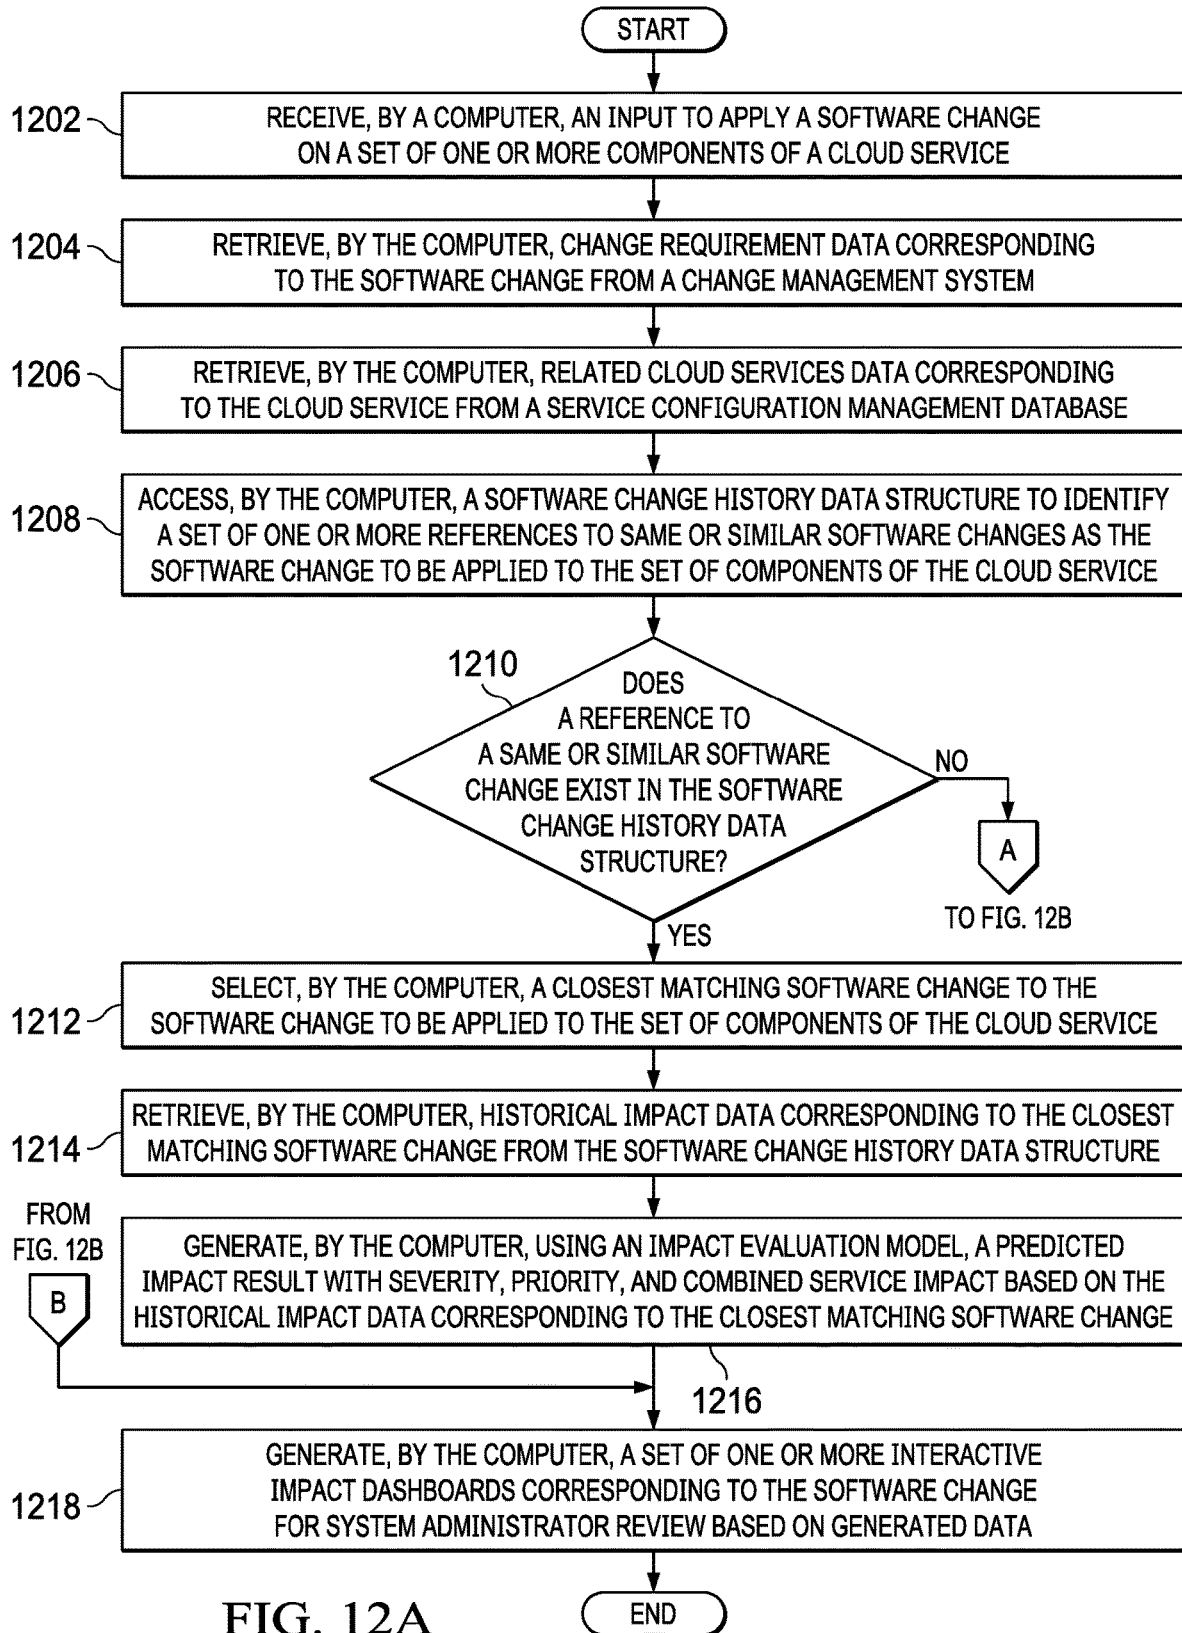 START
1202
RECEIVE, BY A COMPUTER, AN INPUT TO APPLY A SOFTWARE CHANGE
ON A SET OF ONE OR MORE COMPONENTS OF A CLOUD SERVICE
1204
RETRIEVE, BY THE COMPUTER, CHANGE REQUIREMENT DATA CORRESPONDING
TO THE SOFTWARE CHANGE FROM A CHANGE MANAGEMENT SYSTEM
1206
RETRIEVE, BY THE COMPUTER, RELATED CLOUD SERVICES DATA CORRESPONDING
TO THE CLOUD SERVICE FROM A SERVICE CONFIGURATION MANAGEMENT DATABASE
1208
ACCESS, BY THE COMPUTER, A SOFTWARE CHANGE HISTORY DATA STRUCTURE TO IDENTIFY
A SET OF ONE OR MORE REFERENCES TO SAME OR SIMILAR SOFTWARE CHANGES AS THE
SOFTWARE CHANGE TO BE APPLIED TO THE SET OF COMPONENTS OF THE CLOUD SERVICE
1210
DOES
A REFERENCE TO
A SAME OR SIMILAR SOFTWARE
CHANGE EXIST IN THE SOFTWARE
CHANGE HISTORY DATA
STRUCTURE?
NO
A
TO FIG. 12B
YES
1212
SELECT, BY THE COMPUTER, A CLOSEST MATCHING SOFTWARE CHANGE TO THE
SOFTWARE CHANGE TO BE APPLIED TO THE SET OF COMPONENTS OF THE CLOUD SERVICE
1214
RETRIEVE, BY THE COMPUTER, HISTORICAL IMPACT DATA CORRESPONDING TO THE CLOSEST
MATCHING SOFTWARE CHANGE FROM THE SOFTWARE CHANGE HISTORY DATA STRUCTURE
FROM
FIG. 12B
B
GENERATE, BY THE COMPUTER, USING AN IMPACT EVALUATION MODEL, A PREDICTED
IMPACT RESULT WITH SEVERITY, PRIORITY, AND COMBINED SERVICE IMPACT BASED ON THE
HISTORICAL IMPACT DATA CORRESPONDING TO THE CLOSEST MATCHING SOFTWARE CHANGE
1216
1218
GENERATE, BY THE COMPUTER, A SET OF ONE OR MORE INTERACTIVE
IMPACT DASHBOARDS CORRESPONDING TO THE SOFTWARE CHANGE
FOR SYSTEM ADMINISTRATOR REVIEW BASED ON GENERATED DATA
FIG. 12A
END